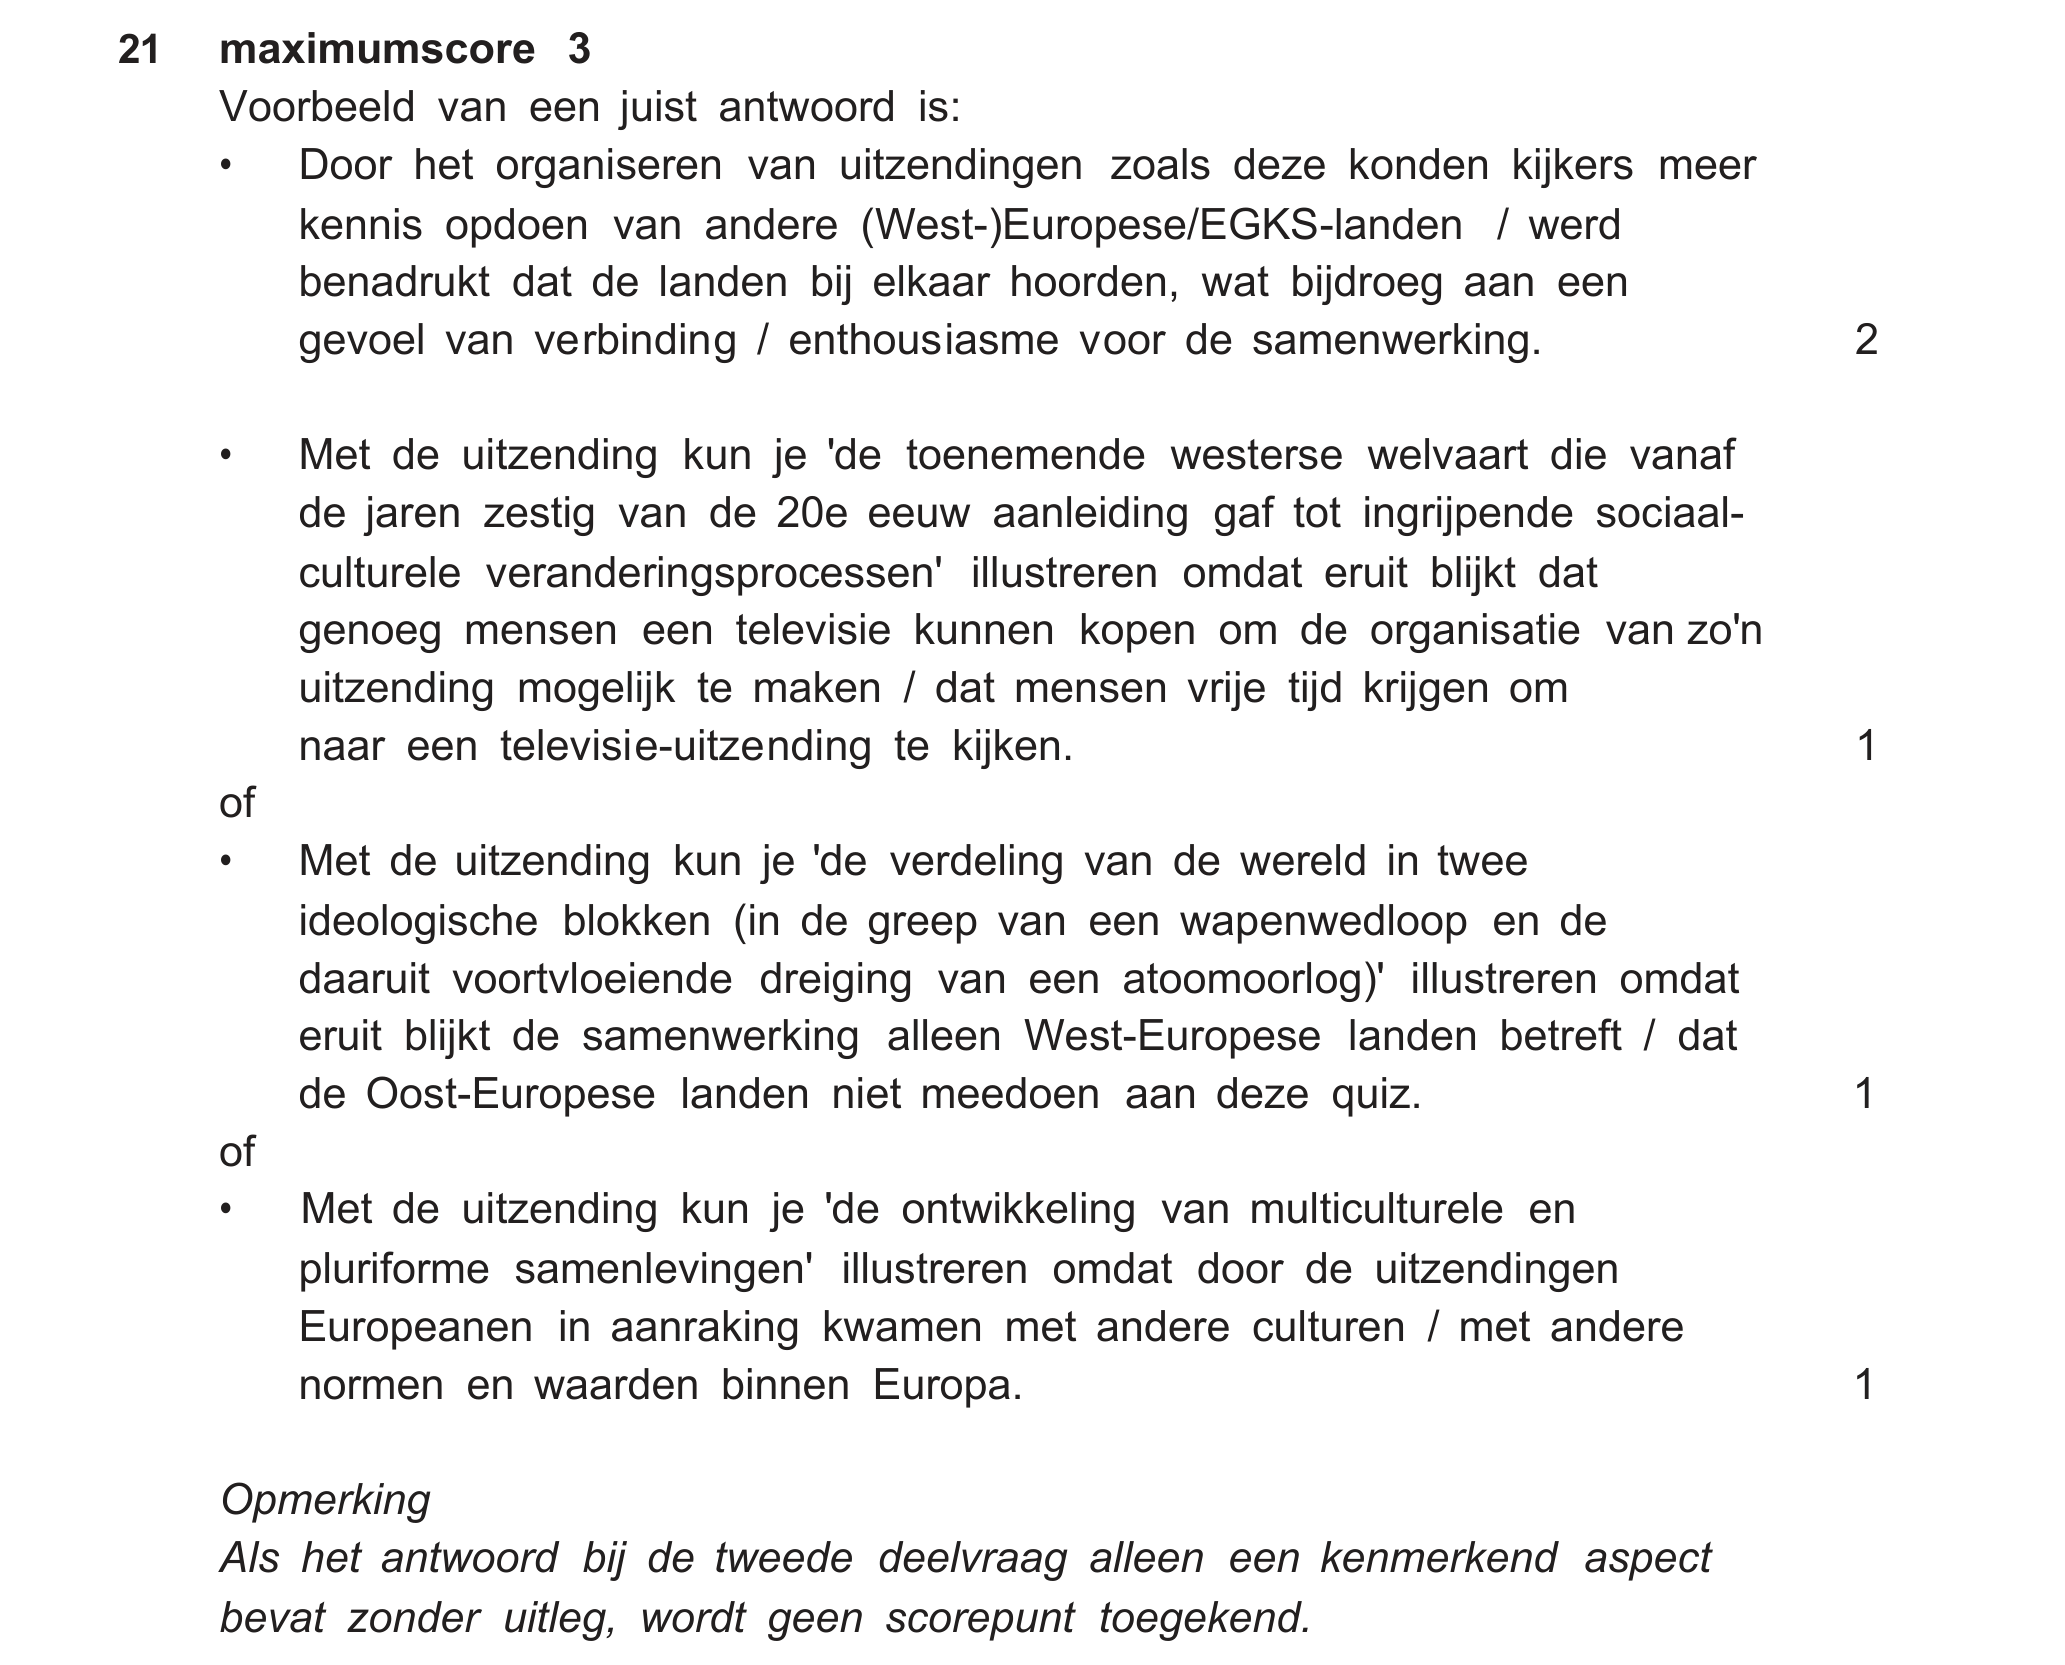 21 maximumscore 3
Voorbeeld van een juist antwoord is:
• Door het organiseren van uitzendingen zoals deze konden kijkers meer
kennis opdoen van andere (West-)Europese/EGKS-landen / werd
benadrukt dat de landen bij elkaar hoorden, wat bijdroeg aan een
gevoel van verbinding / enthousiasme voor de samenwerking. 2
• Met de uitzending kun je 'de toenemende westerse welvaart die vanaf
de jaren zestig van de 20e eeuw aanleiding gaf tot ingrijpende sociaal-
culturele veranderingsprocessen' illustreren omdat eruit blijkt dat
genoeg mensen een televisie kunnen kopen om de organisatie van zo'n
uitzending mogelijk te maken / dat mensen vrije tijd krijgen om
naar een televisie-uitzending te kijken. 1
of
• Met de uitzending kun je 'de verdeling van de wereld in twee
ideologische blokken (in de greep van een wapenwedloop en de
daaruit voortvloeiende dreiging van een atoomoorlog)' illustreren omdat
eruit blijkt de samenwerking alleen West-Europese landen betreft / dat
de Oost-Europese landen niet meedoen aan deze quiz. 1
of
• Met de uitzending kun je 'de ontwikkeling van multiculturele en
pluriforme samenlevingen' illustreren omdat door de uitzendingen
Europeanen in aanraking kwamen met andere culturen / met andere
normen en waarden binnen Europa. 1
Opmerking
Als het antwoord bij de tweede deelvraag alleen een kenmerkend aspect
bevat zonder uitleg, wordt geen scorepunt toegekend.